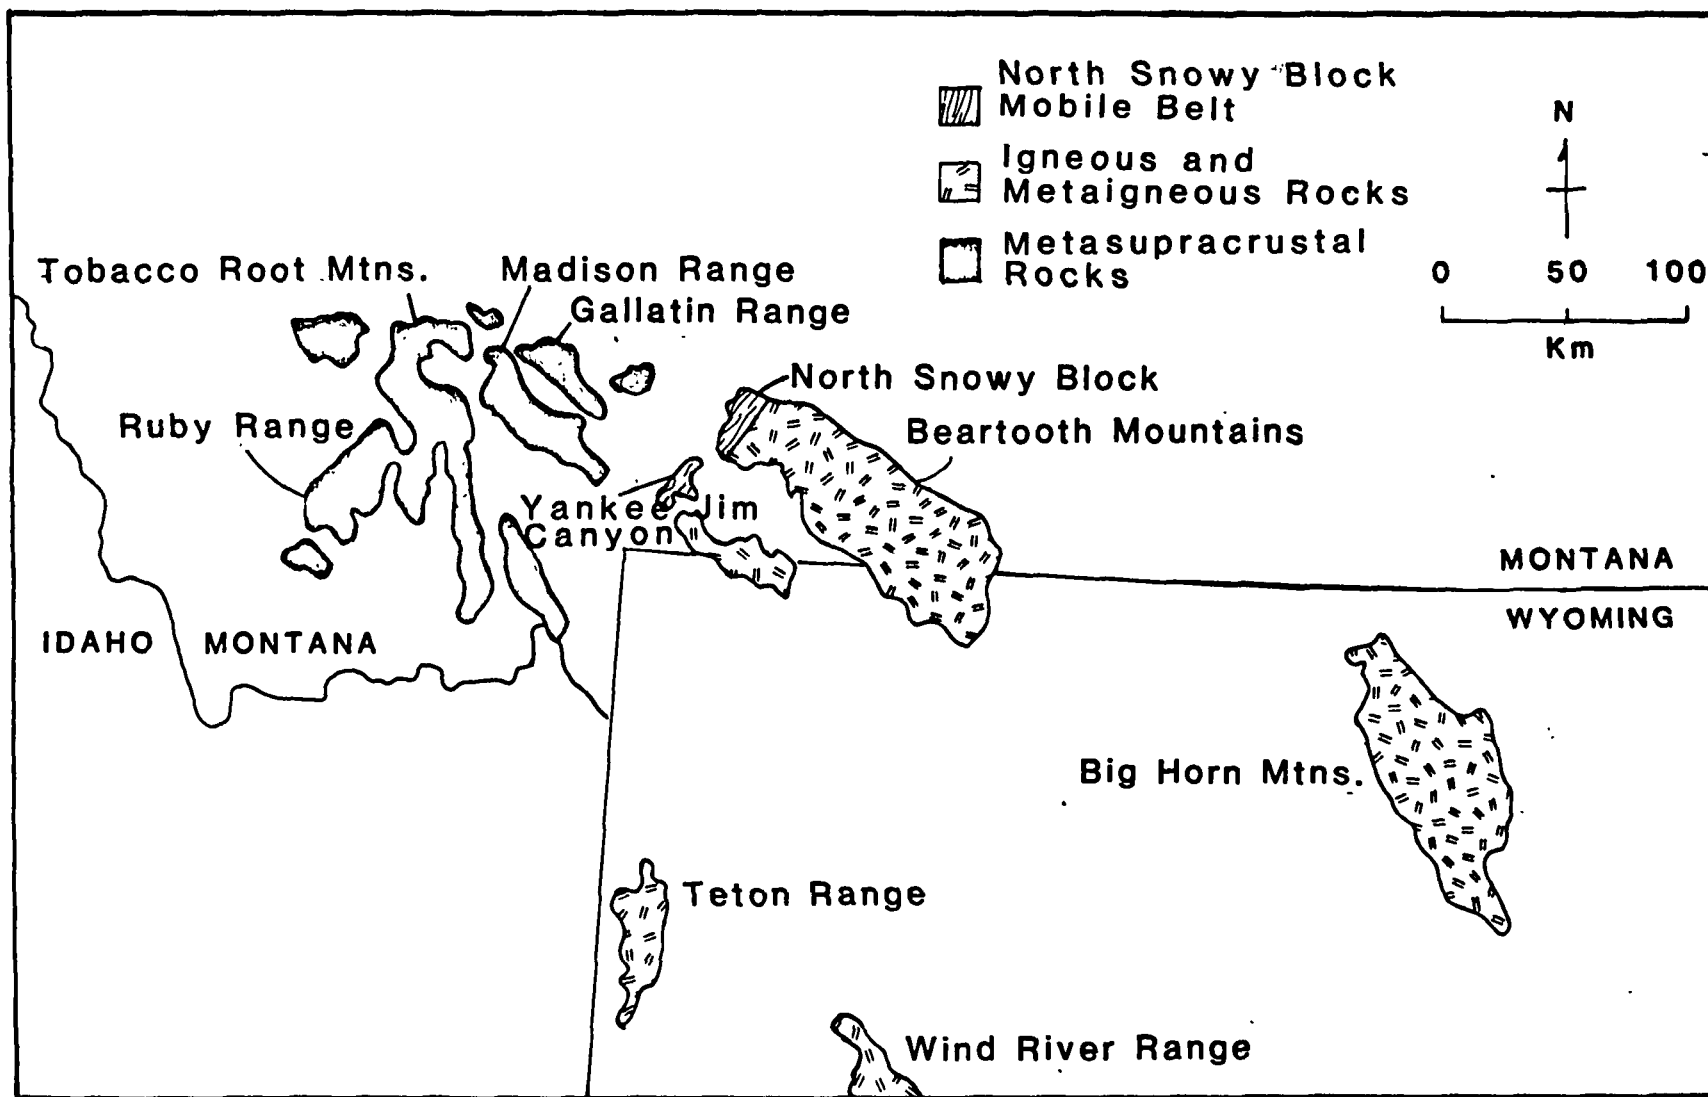 North Snowy Block
Mobile Belt
Igneous and
Metaigneous Rocks
Metasupracrustal
Rocks
N
0 50 100
Km
Tobacco Root Mtns.
Madison Range
Gallatin Range
North Snowy Block
Ruby Range
Beartooth Mountains
Yankee Jim
Canyon
MONTANA
WYOMING
IDAHO MONTANA
Big Horn Mtns.
Teton Range
Wind River Range